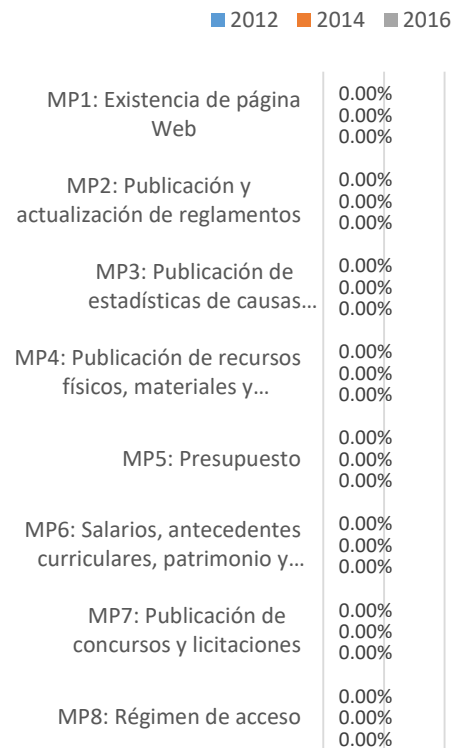 2012 2014 2016
MP1: Existencia de página
Web
0.00%
0.00%
0.00%
MP2: Publicación y
actualización de reglamentos
0.00%
0.00%
0.00%
MP3: Publicación de
estadísticas de causas...
0.00%
0.00%
0.00%
MP4: Publicación de recursos
físicos, materiales y...
0.00%
0.00%
0.00%
MP5: Presupuesto
0.00%
0.00%
0.00%
MP6: Salarios, antecedentes
curriculares, patrimonio y...
0.00%
0.00%
0.00%
MP7: Publicación de
concursos y licitaciones
0.00%
0.00%
0.00%
MP8: Régimen de acceso
0.00%
0.00%
0.00%